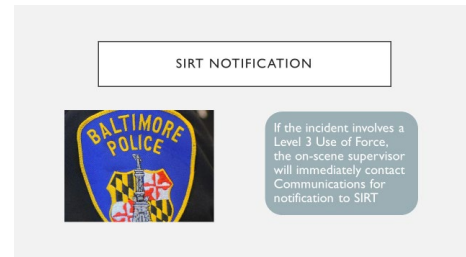 SIRT NOTIFICATION
BALTIMORE
POLICE
If the incident involves a
Level 3 Use of Force,
the on-scene supervisor
will immediately contact
Communications for
notification to SIRT